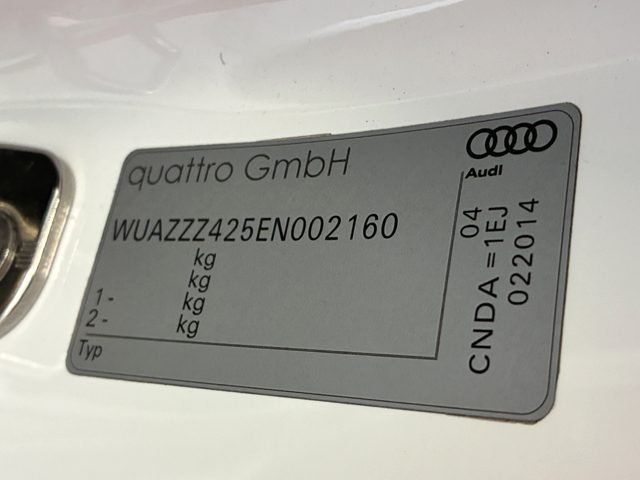 quattro GmbH
WUAZZZ425EN002160
kg
kg
1- kg
2- kg
Typ
Audi
04
CNDA =1EJ
022014